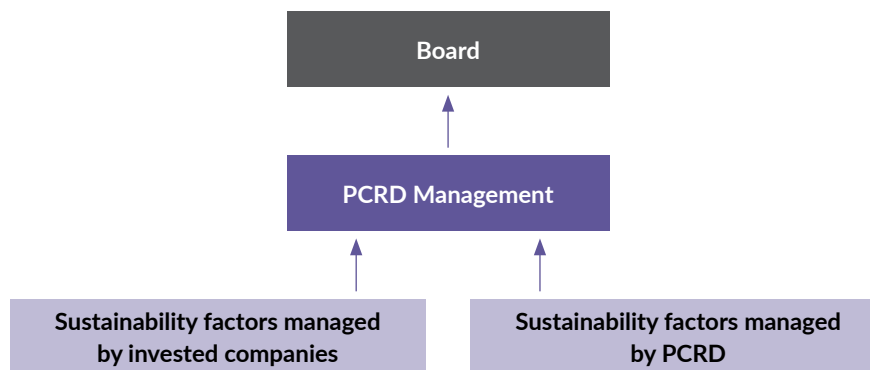 Board
PCRD Management
Sustainability factors managed
by invested companies
Sustainability factors managed
by PCRD